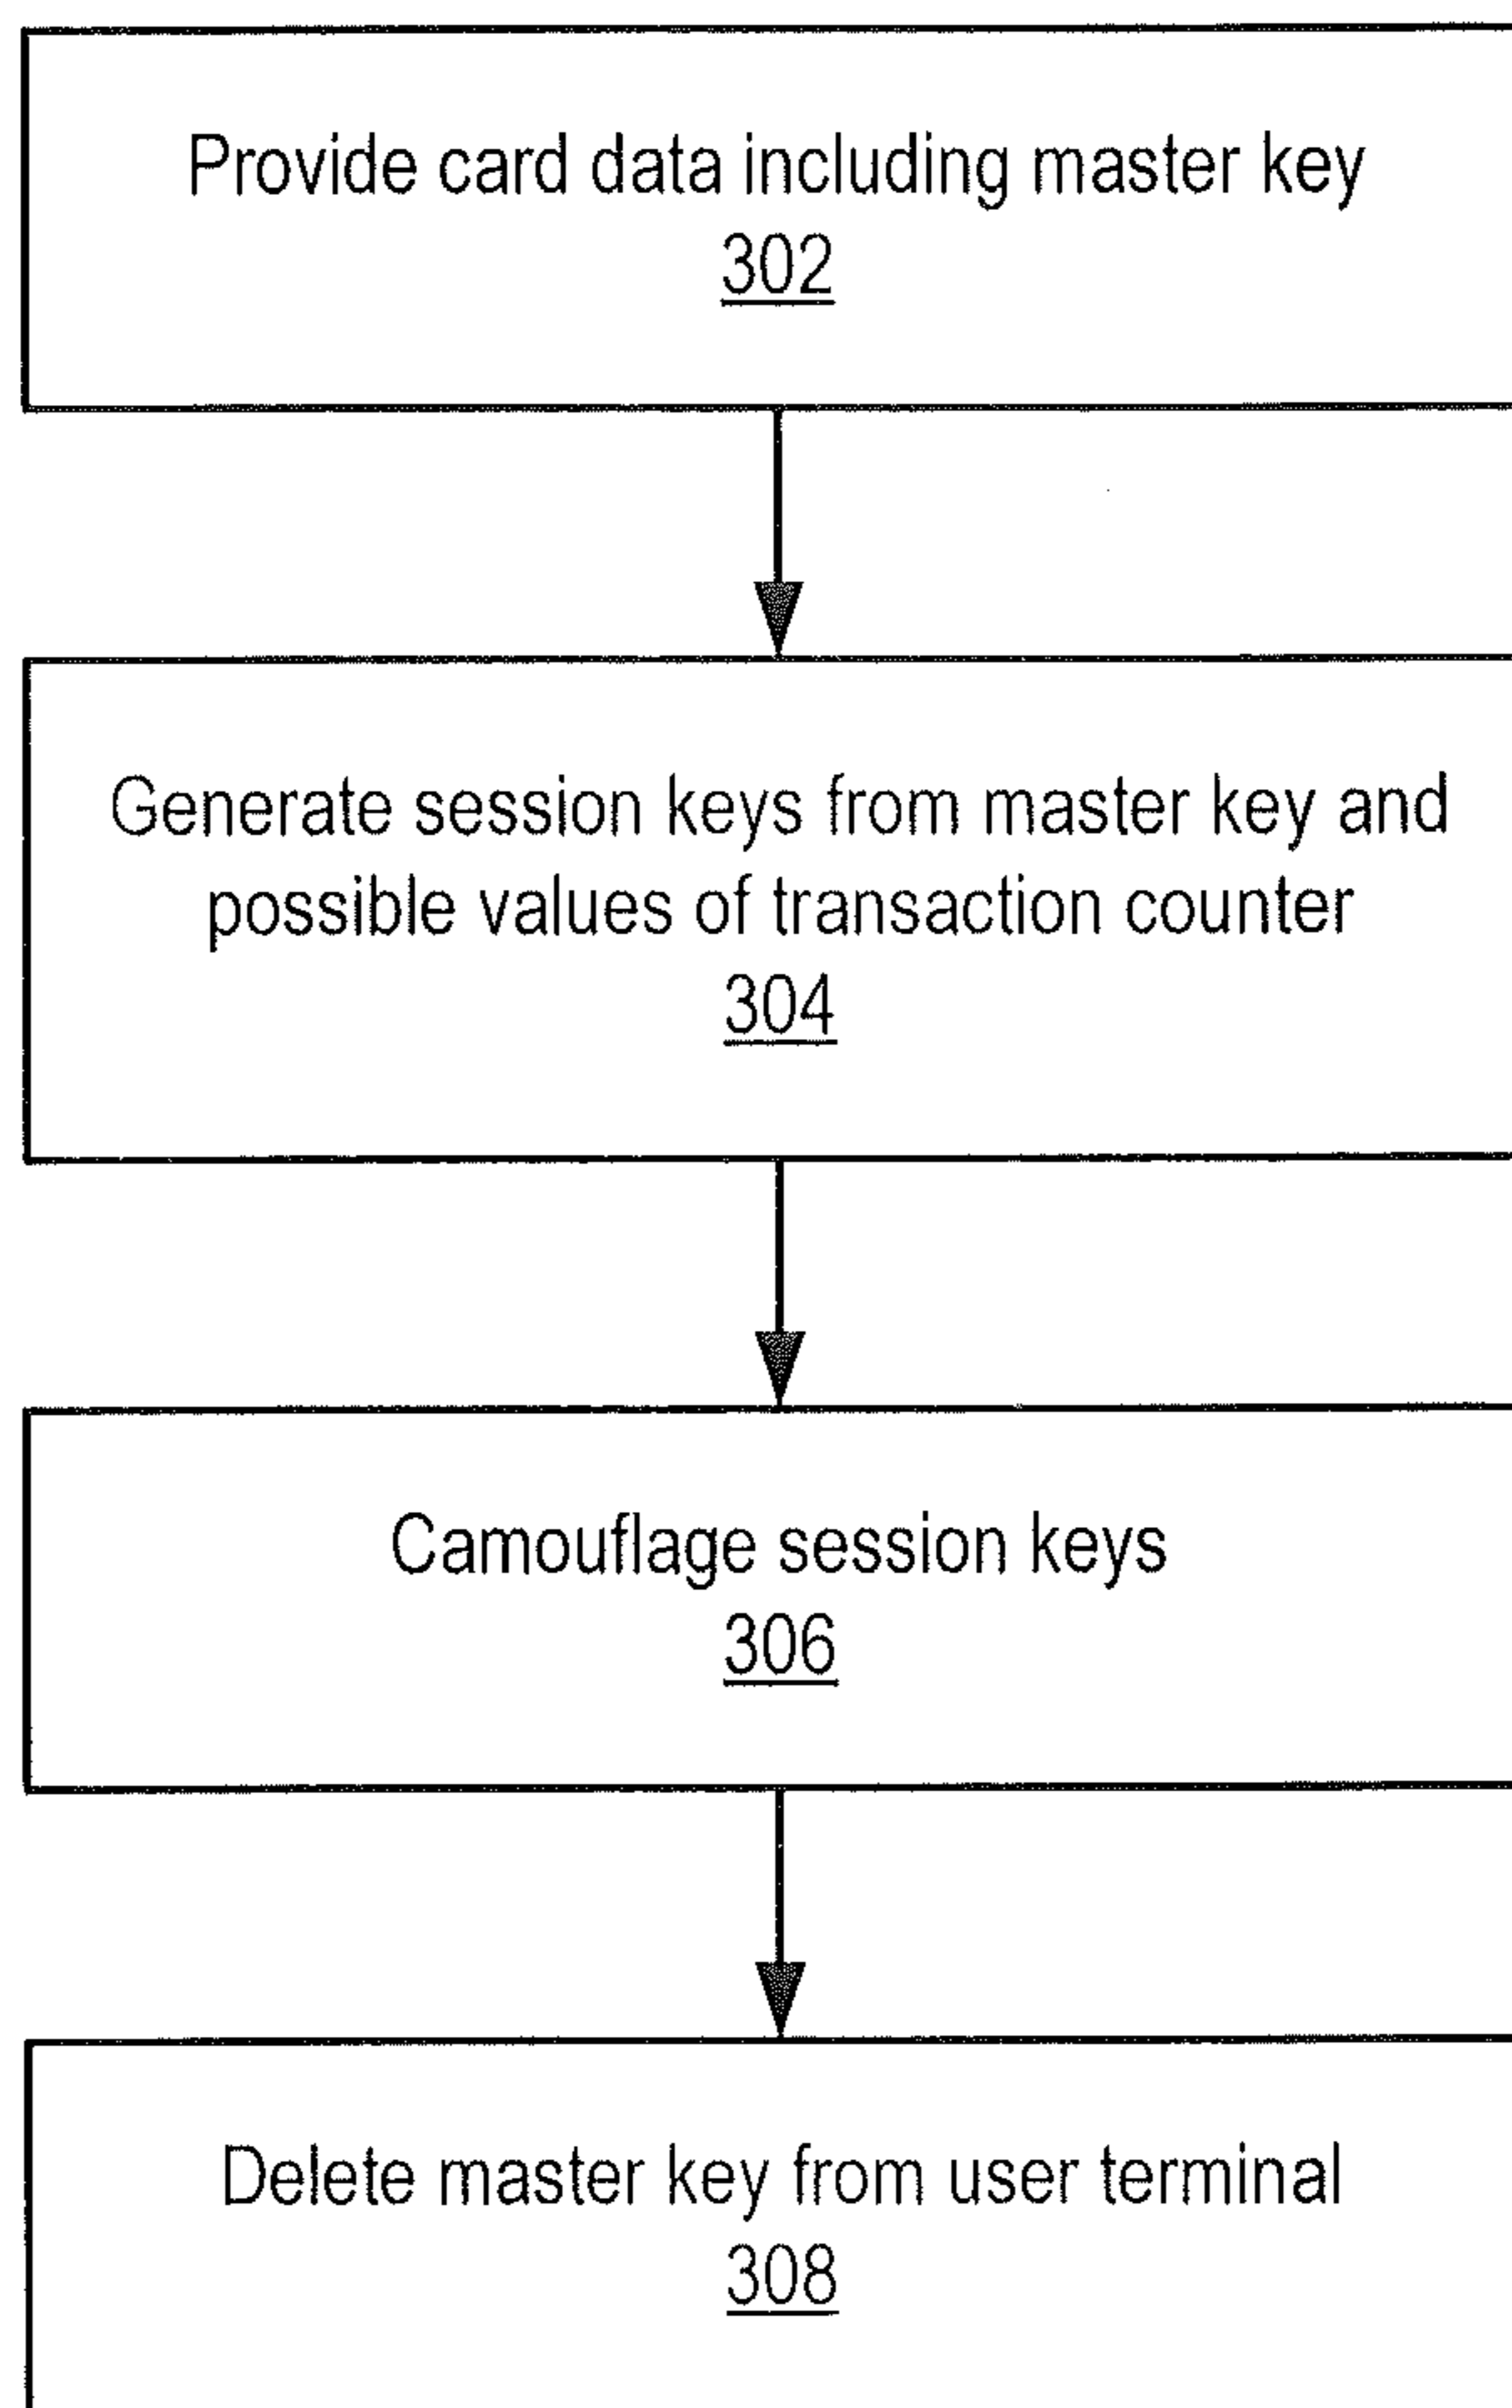 Provide card data including master key
302
Generate session keys from master key and
possible values of transaction counter
304
Camouflage session keys
306
Delete master key from user terminal
308